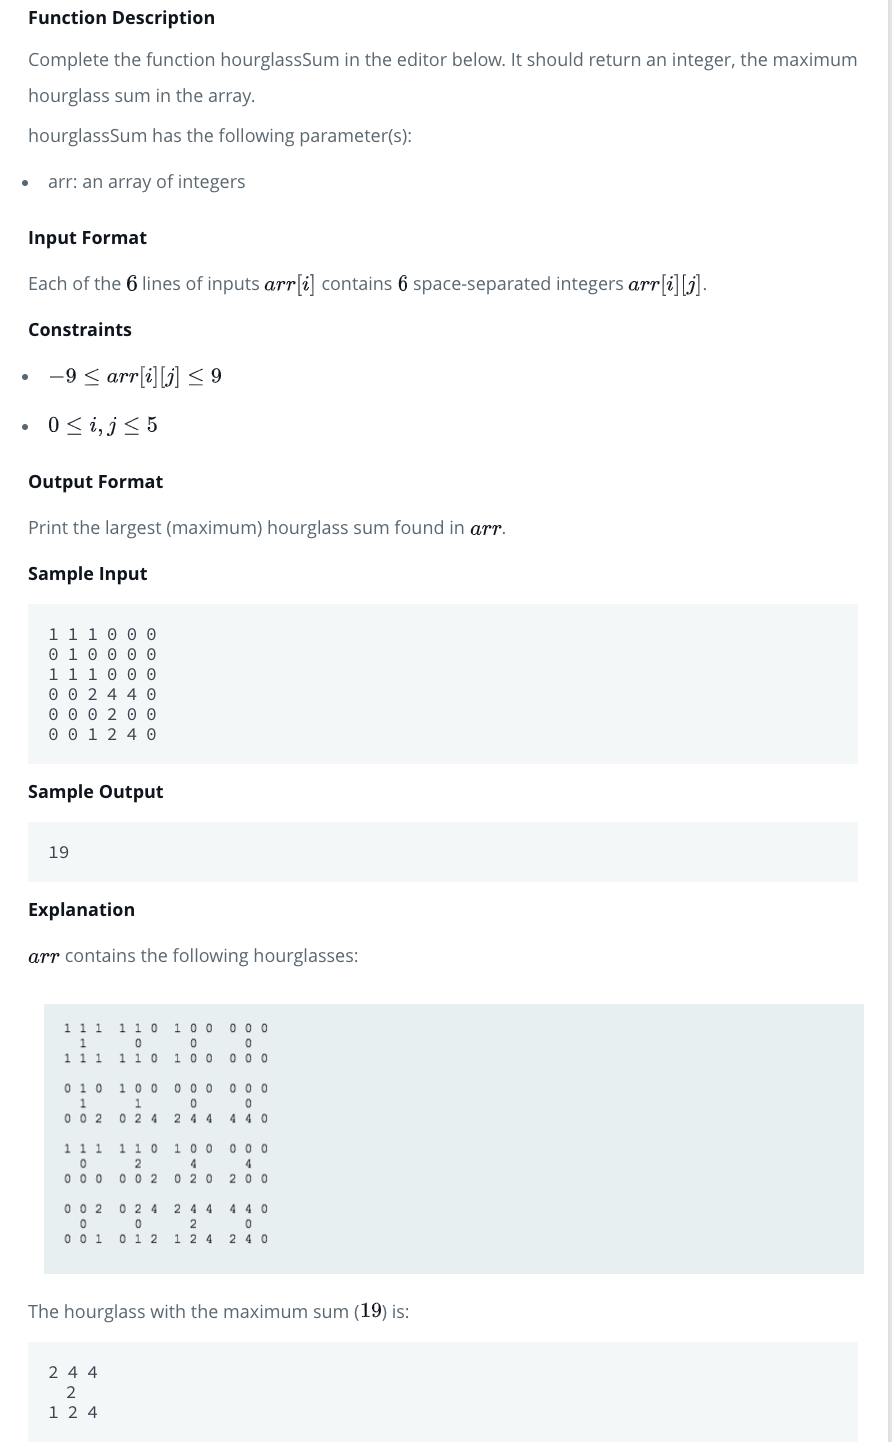 Function Description
Complete the function hourglassSum in the editor below. It should return an integer, the maximum
hourglass sum in the array.
hourglassSum has the following parameter(s):
• arr: an array of integers
Input Format
Each of the 6 lines of inputs arr[i] contains 6 space-separated integers arr[i][j].
Constraints
• −9 ≤ arr[i][j] ≤ 9
• 0 ≤ i, j ≤ 5
Output Format
Print the largest (maximum) hourglass sum found in arr.
Sample Input
1 1 1 0 0 0
0 1 0 0 0 0
1 1 1 0 0 0
0 0 2 4 4 0
0 0 0 2 0 0
0 0 1 2 4 0
Sample Output
19
Explanation
arr contains the following hourglasses:
1 1 1 1 1 0 1 0 0 0 0 0
1 0 0 0
1 1 1 1 1 0 1 0 0 0 0 0
0 1 0 1 0 0 0 0 0 0 0 0
1 1 0 0
0 0 2 0 2 4 2 4 4 4 4 0
1 1 1 1 1 0 1 0 0 0 0 0
0 2 4 4
0 0 0 0 0 2 0 2 0 2 0 0
0 0 2 0 2 4 2 4 4 4 4 0
0 0 2 0
0 0 1 0 1 2 1 2 4 2 4 0
The hourglass with the maximum sum (19) is:
2 4 4
2
1 2 4